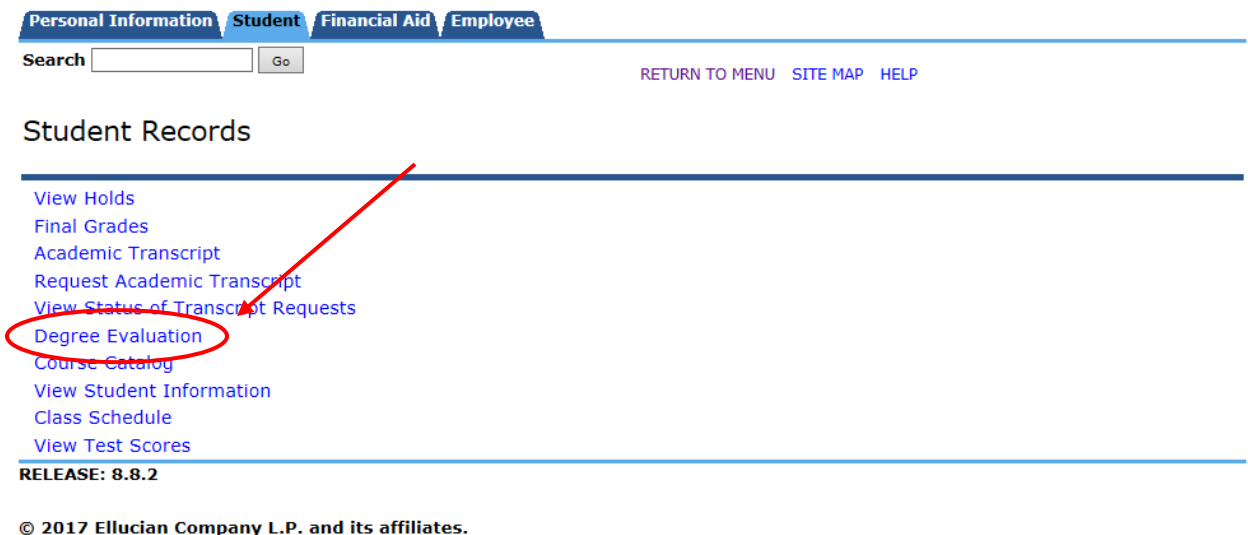 Personal Information Student Financial Aid Employee
Search Go
RETURN TO MENU SITE MAP HELP
Student Records
View Holds
Final Grades
Academic Transcript
Request Academic Transcript
View Status of Transcript Requests
Degree Evaluation
Course Catalog
View Student Information
Class Schedule
View Test Scores
RELEASE: 8.8.2
© 2017 Ellucian Company L.P. and its affiliates.